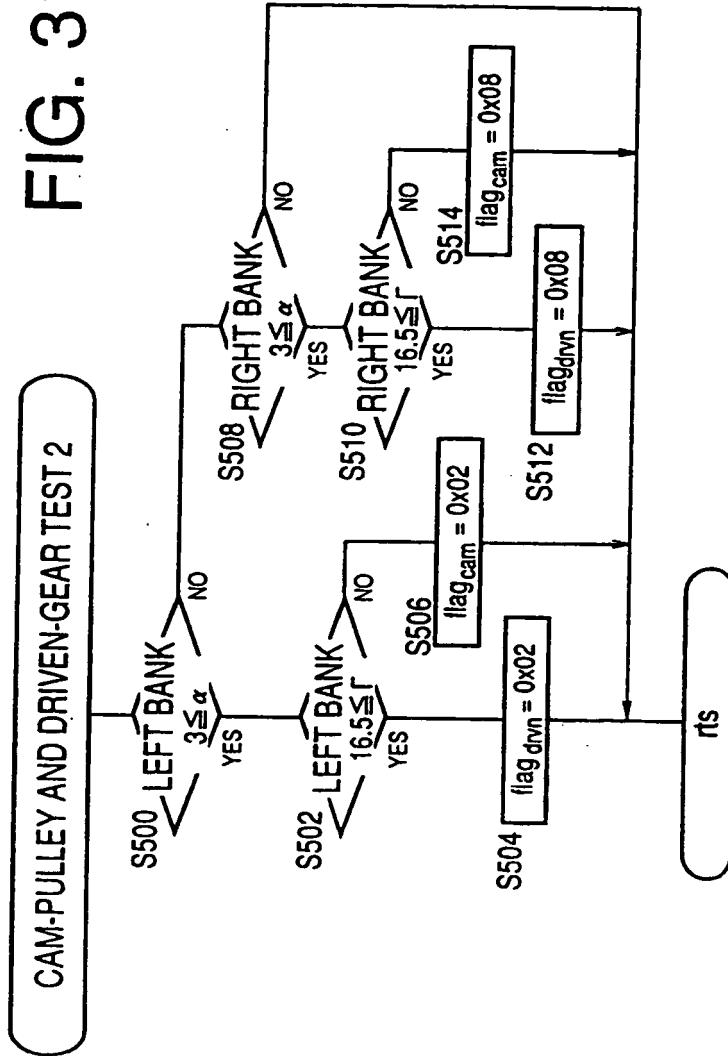 FIG. 3
CAM-PULLEY AND DRIVEN-GEAR TEST 2
S500
LEFT BANK
3≦α
NO
YES
S502
LEFT BANK
16.5≦Γ
NO
YES
S504
flagdrvn = 0x02
S506
flagcam = 0x02
S508
RIGHT BANK
3≦α
NO
YES
S510
RIGHT BANK
16.5≦Γ
NO
YES
S512
flagdrvn = 0x08
S514
flagcam = 0x08
rts